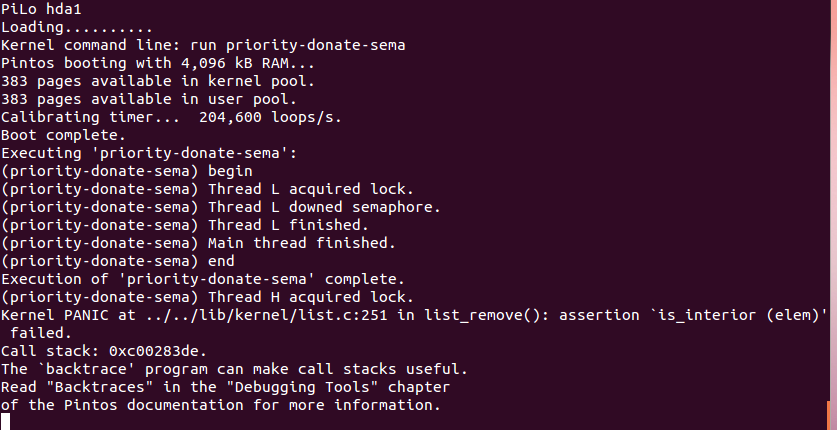 PiLo hda1
Loading..........
Kernel command line: run priority-donate-sema
Pintos booting with 4,096 kB RAM...
383 pages available in kernel pool.
383 pages available in user pool.
Calibrating timer...  204,600 loops/s.
Boot complete.
Executing 'priority-donate-sema':
(priority-donate-sema) begin
(priority-donate-sema) Thread L acquired lock.
(priority-donate-sema) Thread L downed semaphore.
(priority-donate-sema) Thread L finished.
(priority-donate-sema) Main thread finished.
(priority-donate-sema) end
Execution of 'priority-donate-sema' complete.
(priority-donate-sema) Thread H acquired lock.
Kernel PANIC at ../../lib/kernel/list.c:251 in list_remove(): assertion `is_interior (elem)'
 failed.
Call stack: 0xc00283de.
The `backtrace' program can make call stacks useful.
Read "Backtraces" in the "Debugging Tools" chapter
of the Pintos documentation for more information.